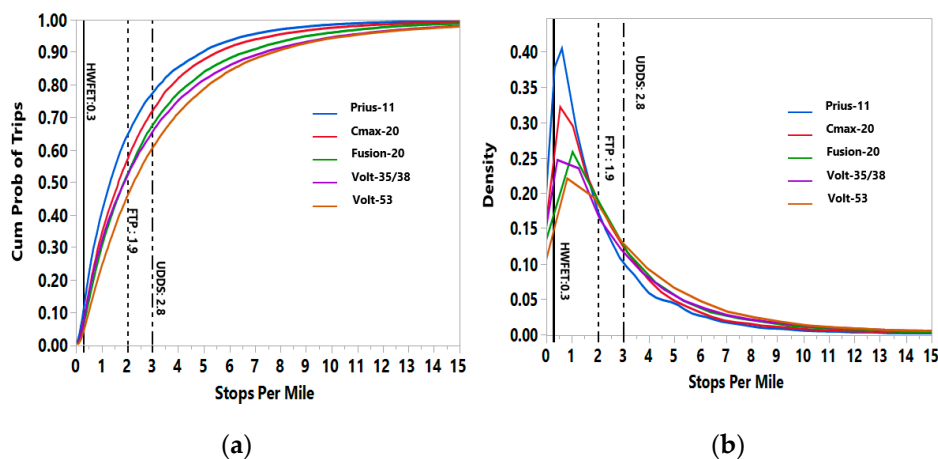 1.00
0.90
0.80
0.70
0.60
0.50
0.40
0.30
0.20
0.10
0.00
Cum Prob of Trips
HWFET:0.3
FTP : 1.9
UDDS: 2.8
Prius-11
Cmax-20
Fusion-20
Volt-35/38
Volt-53
0 1 2 3 4 5 6 7 8 9 10 11 12 13 14 15
Stops Per Mile
(a)
0.40
0.35
0.30
0.25
0.20
0.15
0.10
0.05
0.00
Density
HWFET:0.3
FTP : 1.9
UDDS: 2.8
Prius-11
Cmax-20
Fusion-20
Volt-35/38
Volt-53
0 1 2 3 4 5 6 7 8 9 10 11 12 13 14 15
Stops Per Mile
(b)